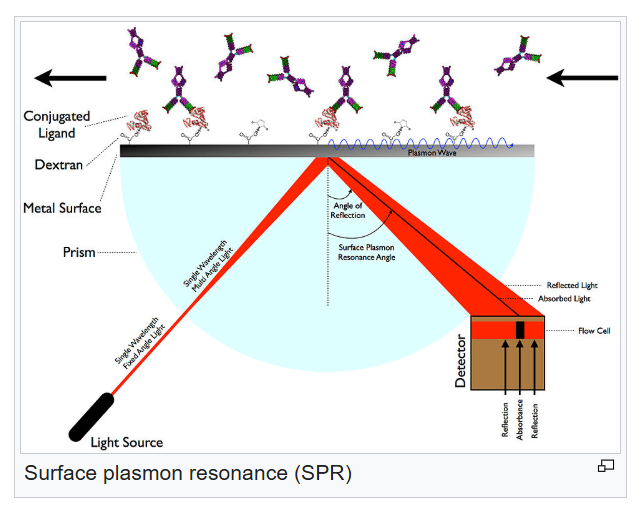 Conjugated
Ligand
Dextran
Metal Surface
Prism
Plasmon Wave
Angle of
Reflection
Surface Plasmon
Resonance Angle
Single Wavelength
Multi Angle Light
Single Wavelength
Fixed Angle Light
Light Source
Reflected Light
Absorbed Light
Flow Cell
Detector
Reflection
Absorbance
Reflection
Surface plasmon resonance (SPR)